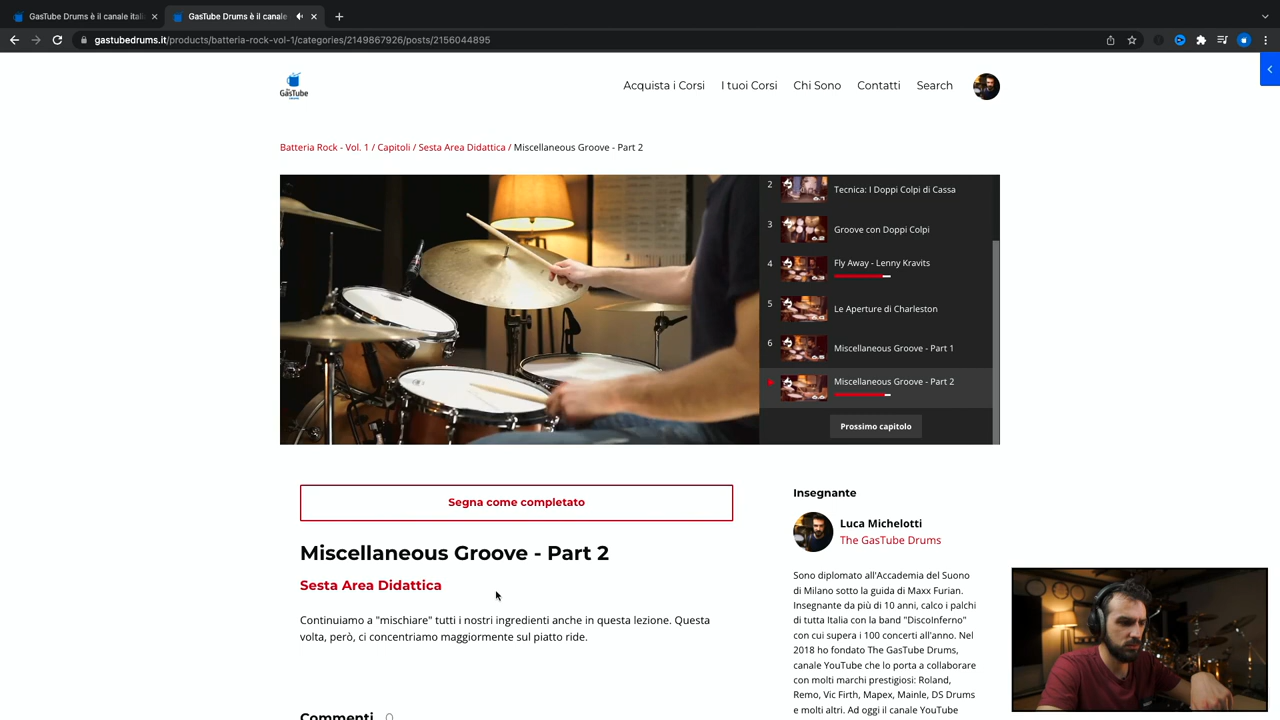 GasTube Drums è il canale itali
GasTube Drums è il canale
gastubedrums.it/products/batteria-rock-vol-1/categories/2149867926/posts/2156044895
GasTube
Acquista i Corsi
I tuoi Corsi
Chi Sono
Contatti
Search
Batteria Rock - Vol. 1 / Capitoli / Sesta Area Didattica / Miscellaneous Groove - Part 2
2 Tecnica: I Doppi Colpi di Cassa
3 Groove con Doppi Colpi
4 Fly Away - Lenny Kravits
5 Le Aperture di Charleston
6 Miscellaneous Groove - Part 1
Miscellaneous Groove - Part 2
Prossimo capitolo
Segna come completato
Miscellaneous Groove - Part 2
Sesta Area Didattica
Continuiamo a "mischiare" tutti i nostri ingredienti anche in questa lezione. Questa
volta, però, ci concentriamo maggiormente sul piatto ride.
Commenti 0
Insegnante
Luca Michelotti
The GasTube Drums
Sono diplomato all'Accademia del Suono
di Milano sotto la guida di Maxx Furian.
Insegnante da più di 10 anni, calco i palchi
di tutta Italia con la band "DiscoInferno"
con cui supera i 100 concerti all'anno. Nel
2018 ho fondato The GasTube Drums,
canale YouTube che lo porta a collaborare
con molti marchi prestigiosi: Roland,
Remo, Vic Firth, Mapex, Mainle, DS Drums
e molti altri. Ad oggi il canale YouTube